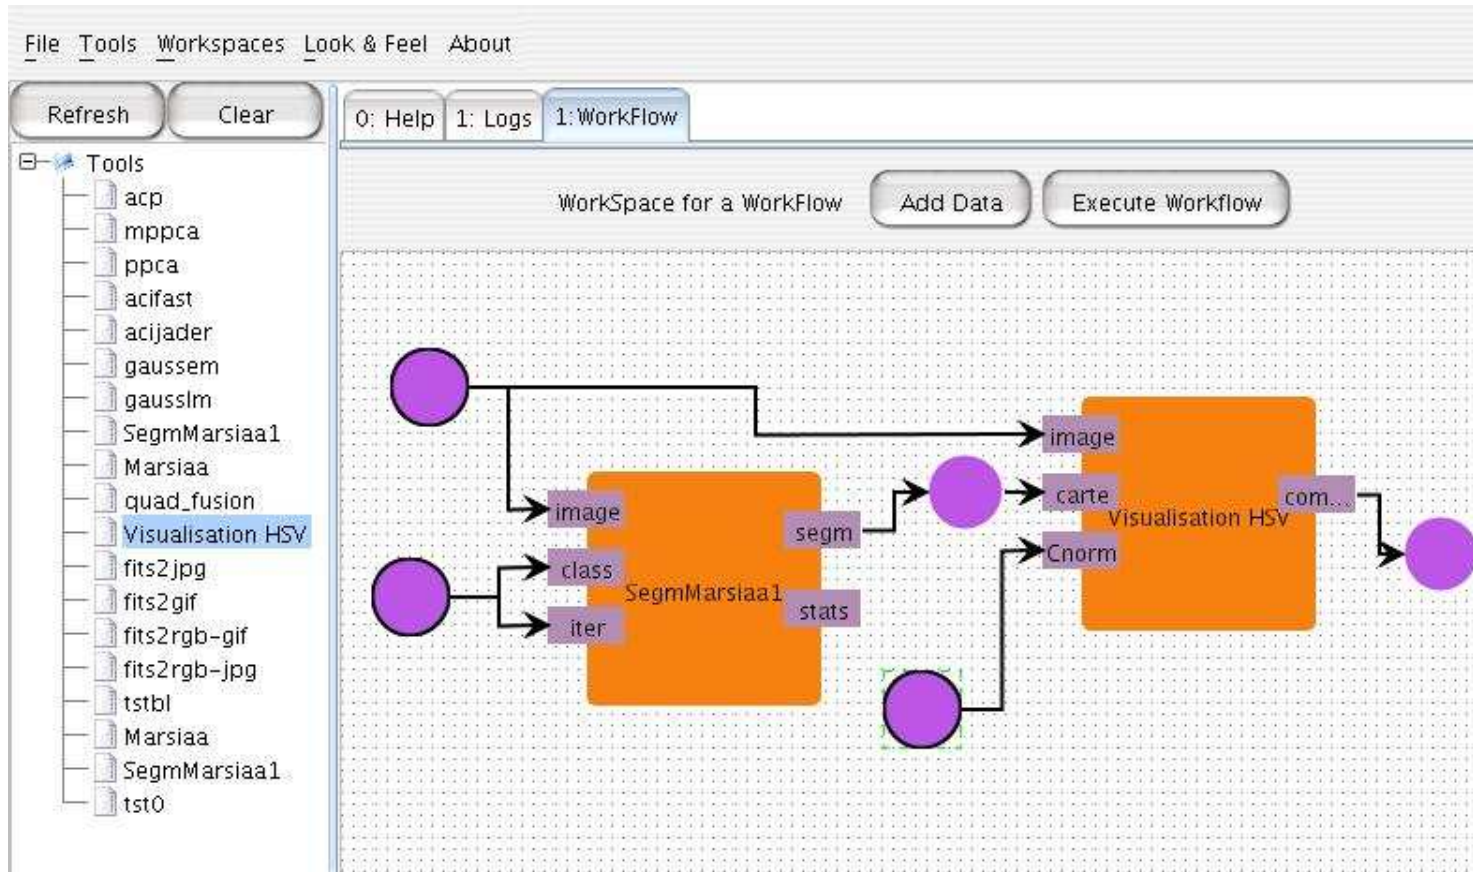 File Tools Workspaces Look & Feel About
Refresh Clear
0: Help 1: Logs 1:WorkFlow
Tools
acp
mppca
ppca
acifast
acijader
gaussem
gausslm
SegmMarsiaa1
Marsiaa
quad_fusion
Visualisation HSV
fits2jpg
fits2gif
fits2rgb-gif
fits2rgb-jpg
tstbl
Marsiaa
SegmMarsiaa1
tst0
WorkSpace for a WorkFlow Add Data Execute Workflow
image
class
iter
SegmMarsiaa1
segm
stats
image
carte
Cnorm
Visualisation HSV
com...